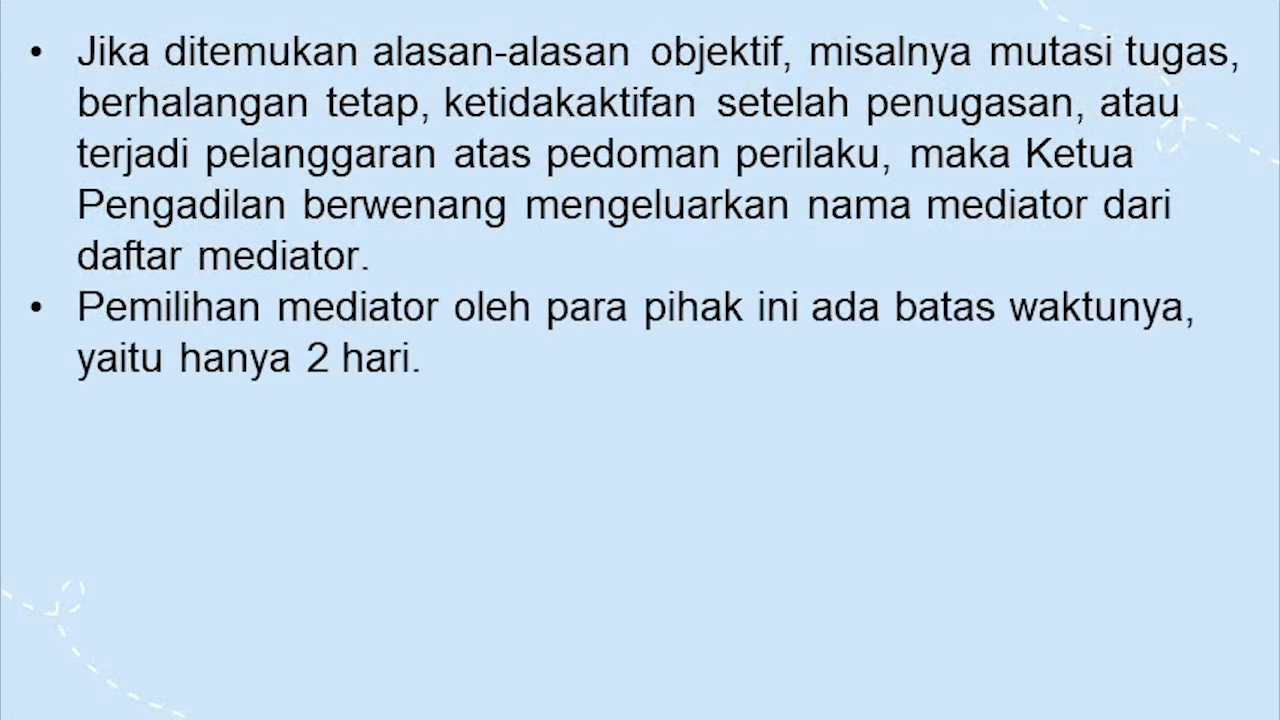 • Jika ditemukan alasan-alasan objektif, misalnya mutasi tugas,
berhalangan tetap, ketidakaktifan setelah penugasan, atau
terjadi pelanggaran atas pedoman perilaku, maka Ketua
Pengadilan berwenang mengeluarkan nama mediator dari
daftar mediator.
• Pemilihan mediator oleh para pihak ini ada batas waktunya,
yaitu hanya 2 hari.